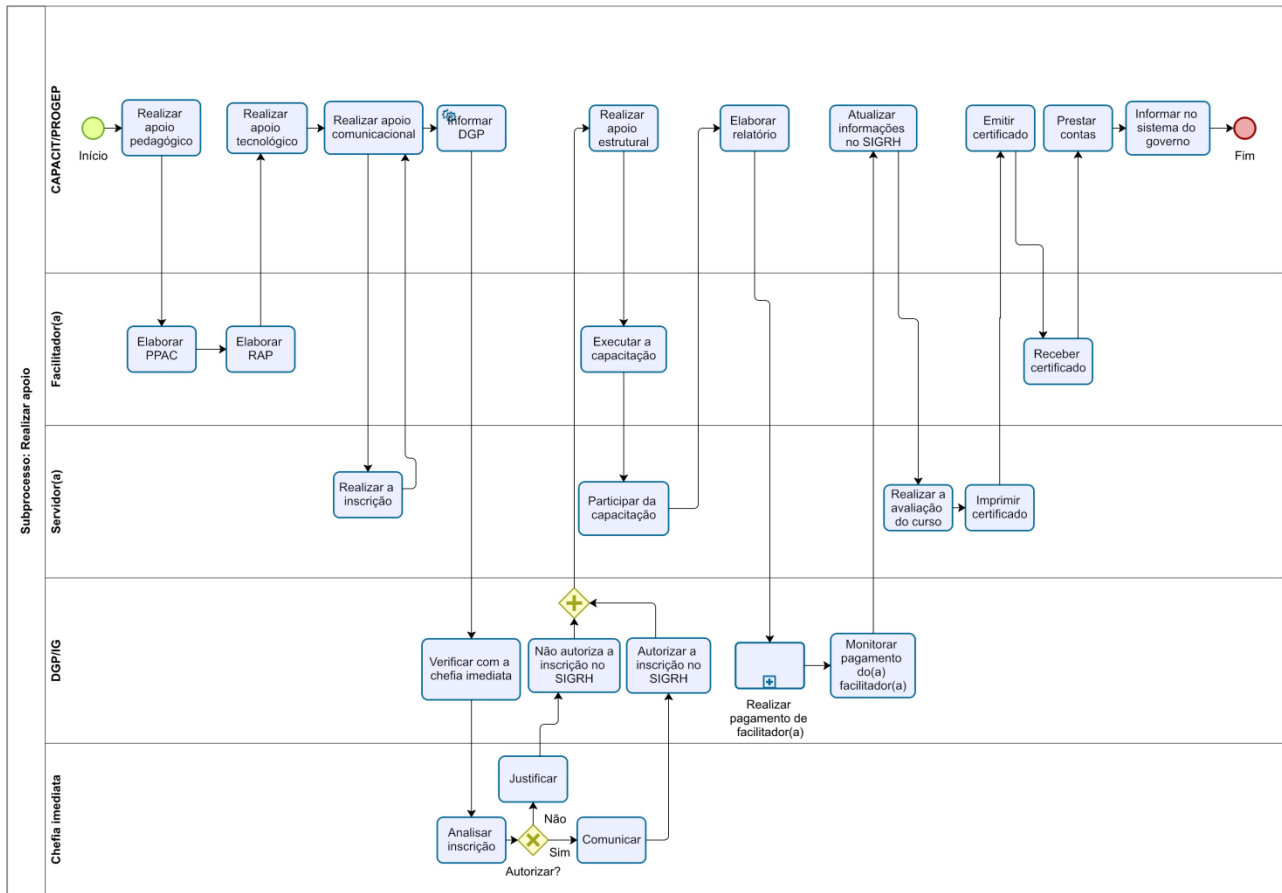 Subprocesso: Realizar apoio
CAPACIT/PROGEP
Início
Realizar
apoio
pedagógico
Realizar
apoio
tecnológico
Realizar apoio
comunicacional
Informar
DGP
Realizar
apoio
estrutural
Elaborar
relatório
Atualizar
informações
no SIGRH
Emitir
certificado
Prestar
contas
Informar no
sistema do
governo
Fim
Facilitador(a)
Elaborar
PPAC
Elaborar
RAP
Executar a
capacitação
Receber
certificado
Servidor(a)
Realizar a
inscrição
Participar da
capacitação
Realizar a
avaliação
do curso
Imprimir
certificado
DGP/IG
Verificar com a
chefia imediata
Não autoriza a
inscrição no
SIGRH
Autorizar a
inscrição no
SIGRH
Realizar
pagamento de
facilitador(a)
Monitorar
pagamento
do(a)
facilitador(a)
Chefia imediata
Analisar
inscrição
Autorizar?
Não
Justificar
Sim
Comunicar